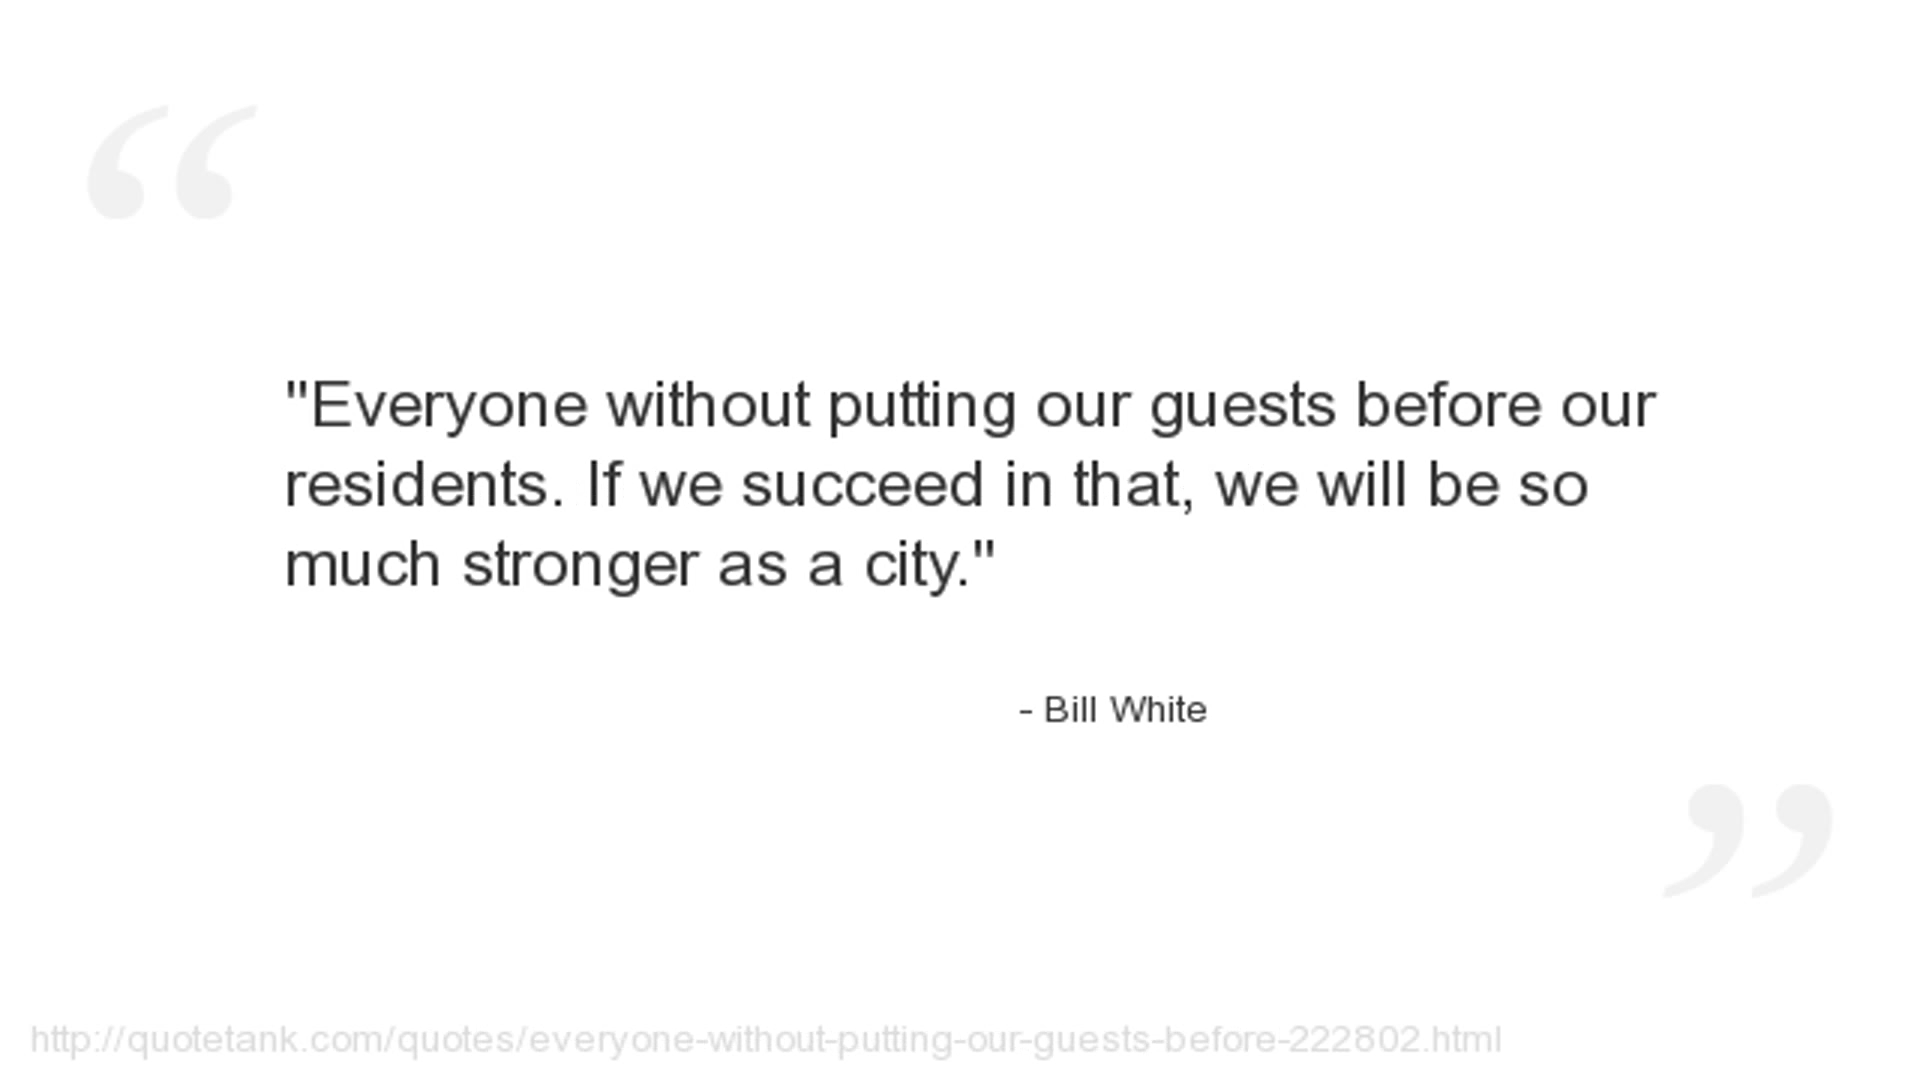 "Everyone without putting our guests before our
residents. If we succeed in that, we will be so
much stronger as a city."
- Bill White
http://quotetank.com/quotes/everyone-without-putting-our-guests-before-222802.html